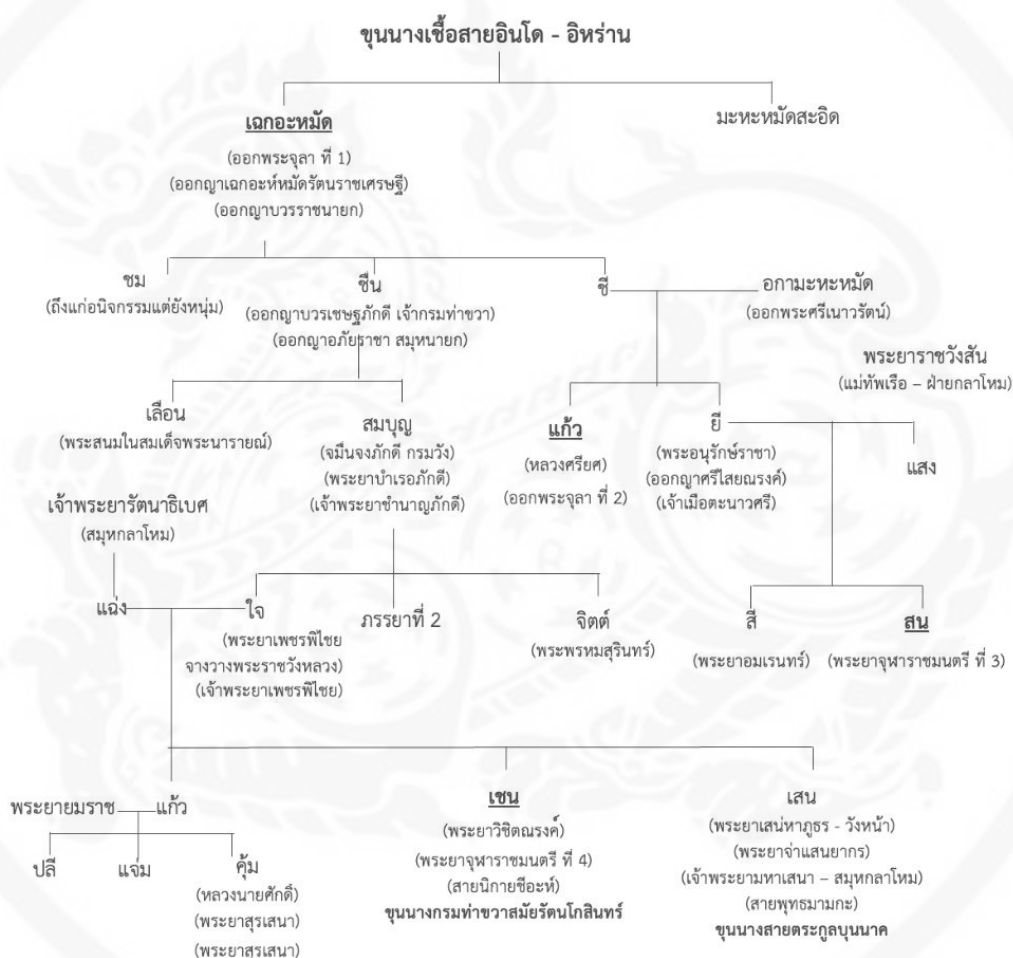 ขุนนางเชื้อสายอินโด - อิหร่าน
เฉกอะหมัด
(ออกพระจุลา ที่ 1)
(ออกญาเฉกอะห์หมัดรัตนราชเศรษฐี)
(ออกญาบวรราชนายก)
มะหะหมัดสะอิด
ชม
(ถึงแก่อนิจกรรมแต่ยังหนุ่ม)
ชื่น
(ออกญาบวรเชษฐภักดี เจ้ากรมท่าขวา)
(ออกญาอภัยราชา สมุหนายก)
ชี
อกามะหะหมัด
(ออกพระศรีเนาวรัตน์)
พระยาราชวังสัน
(แม่ทัพเรือ – ฝ่ายกลาโหม)
เลื่อน
(พระสนมในสมเด็จพระนารายณ์)
สมบุญ
(จมื่นจงภักดี กรมวัง)
(พระยาบำเรอภักดี)
(เจ้าพระยาชำนาญภักดี)
แก้ว
(หลวงศรียศ)
(ออกพระจุลา ที่ 2)
ยี
(พระอนุรักษ์ราชา)
(ออกญาศรีไสยณรงค์)
(เจ้าเมือตะนาวศรี)
แสง
เจ้าพระยารัตนาธิเบศ
(สมุหกลาโหม)
แฉ่ง
ใจ
(พระยาเพชรพิไชย
จางวางพระราชวังหลวง)
(เจ้าพระยาเพชรพิไชย)
ภรรยาที่ 2
จิตต์
(พระพรหมสุรินทร์)
สี
(พระยาอมเรนทร์)
สน
(พระยาจุฬาราชมนตรี ที่ 3)
พระยายมราช
แก้ว
ปลี
แจ่ม
คุ้ม
(หลวงนายศักดิ์)
(พระยาสุรเสนา)
(พระยาสุรเสนา)
เชน
(พระยาวิชิตณรงค์)
(พระยาจุฬาราชมนตรี ที่ 4)
(สายนิกายชีอะห์)
ขุนนางกรมท่าขวาสมัยรัตนโกสินทร์
เสน
(พระยาเสน่หาภูธร - วังหน้า)
(พระยาจ่าแสนยากร)
(เจ้าพระยามหาเสนา – สมุหกลาโหม)
(สายพุทธมามกะ)
ขุนนางสายตระกูลบุนนาค